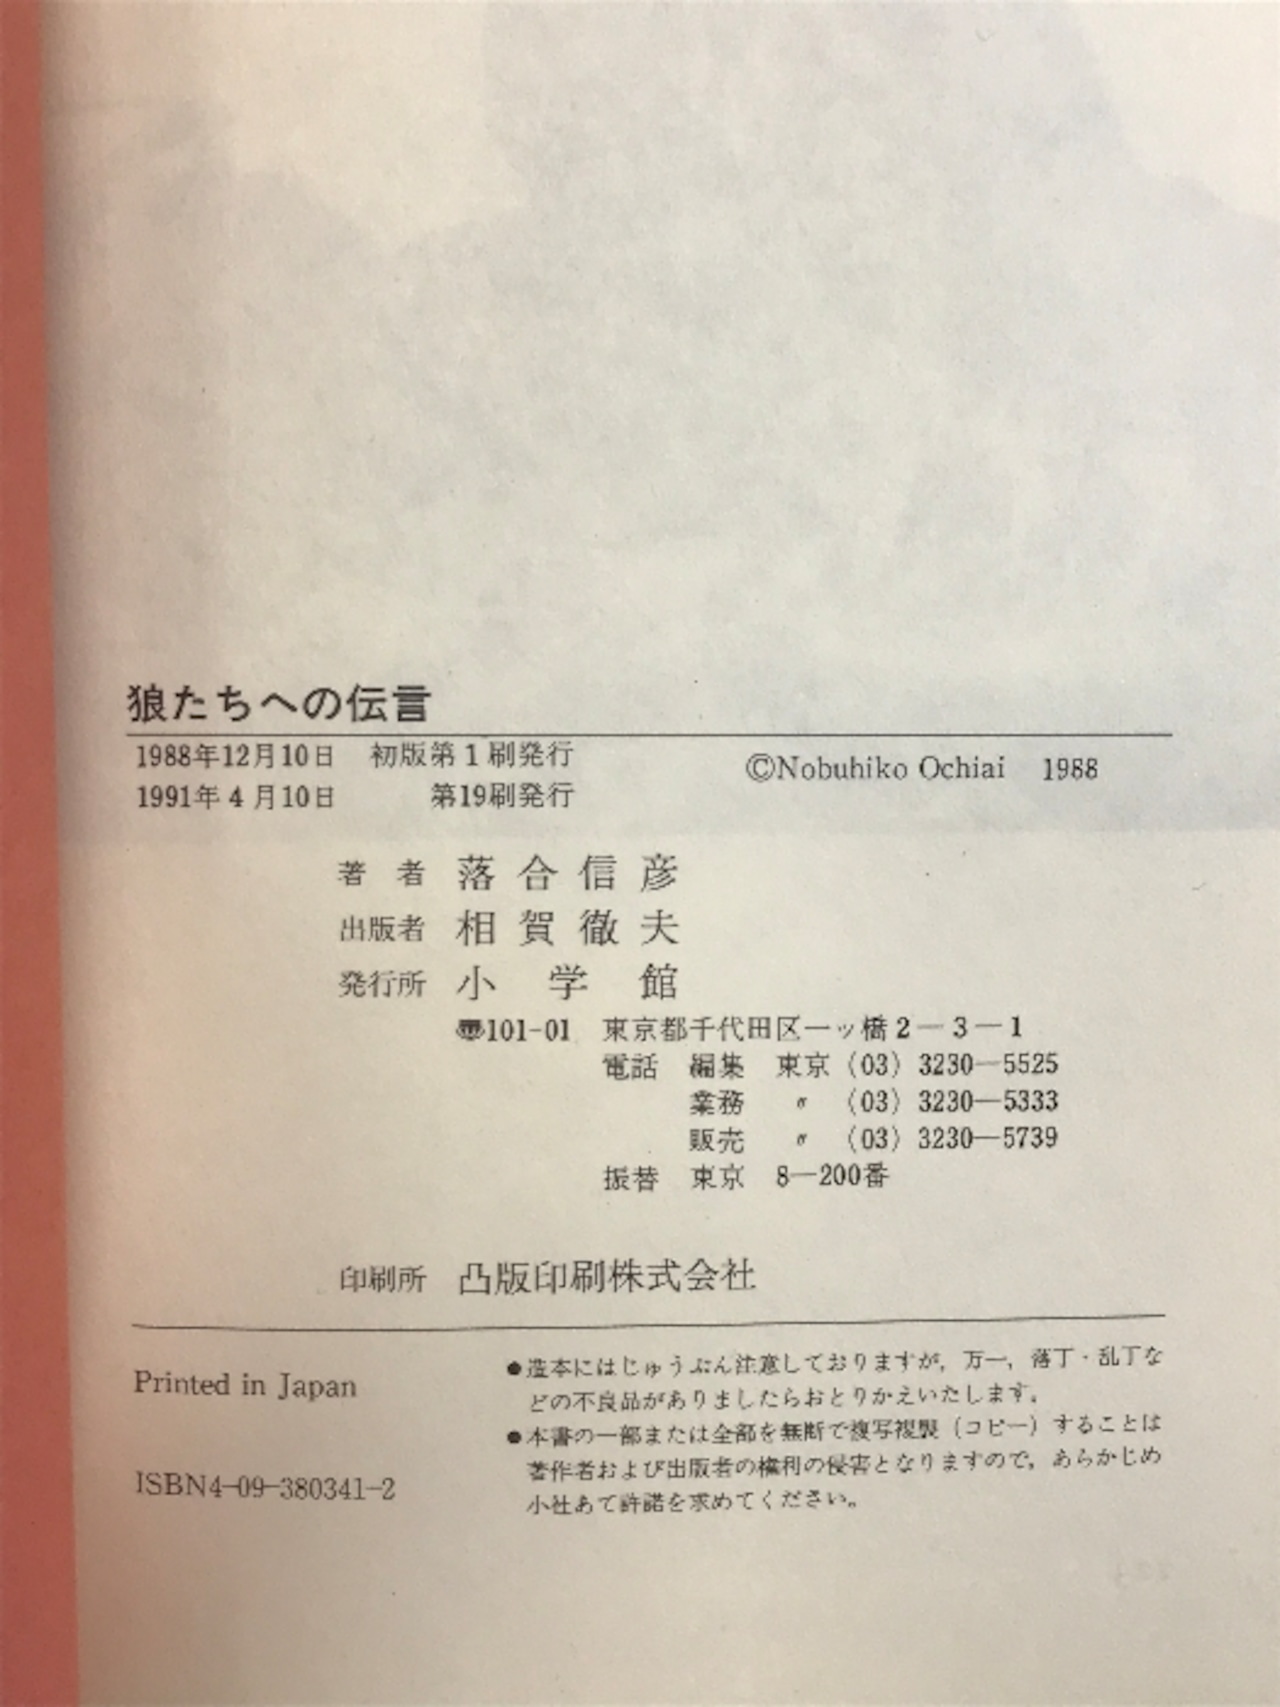 狼たちへの伝言
1988年12月10日　初版第1刷発行
1991年4月10日　　第19刷発行
©Nobuhiko Ochiai　1988
著　者　落合信彦
出版者　相賀徹夫
発行所　小学館
〠101-01　東京都千代田区一ッ橋2－3－1
電話　編集　東京（03）3230―5525
業務　〃　（03）3230―5333
販売　〃　（03）3230―5739
振替　東京　8―200番
印刷所　凸版印刷株式会社
Printed in Japan
ISBN4-09-380341-2
●造本にはじゅうぶん注意しておりますが，万一，落丁・乱丁な
どの不良品がありましたらおとりかえいたします。
●本書の一部または全部を無断で複写複製（コピー）することは
著作者および出版者の権利の侵害となりますので，あらかじめ
小社あて許諾を求めてください。